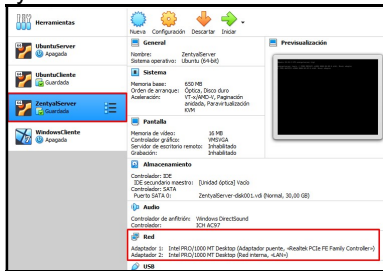 Herramientas
Nueva Configuración Descartar Iniciar
UbuntuServer
Apagada
UbuntuCliente
Guardada
ZentyalServer
Guardada
WindowsCliente
Apagada
General
Nombre: ZentyalServer
Sistema operativo: Ubuntu (64-bit)
Previsualización
Sistema
Memoria base: 650 MB
Orden de arranque: Óptica, Disco duro
Aceleración: VT-x/AMD-V, Paginación
anidada, Paravirtualización
KVM
Pantalla
Memoria de vídeo: 16 MB
Controlador gráfico: VMSVGA
Servidor de escritorio remoto: Inhabilitado
Grabación: Inhabilitado
Almacenamiento
Controlador: IDE
IDE secundario maestro: [Unidad óptica] Vacío
Controlador: SATA
Puerto SATA 0: ZentyalServer-disk001.vdi (Normal, 30,00 GB)
Audio
Controlador de anfitrión: Windows DirectSound
Controlador: ICH AC97
Red
Adaptador 1: Intel PRO/1000 MT Desktop (Adaptador puente, «Realtek PCIe FE Family Controller»)
Adaptador 2: Intel PRO/1000 MT Desktop (Red interna, «LAN»)
USB